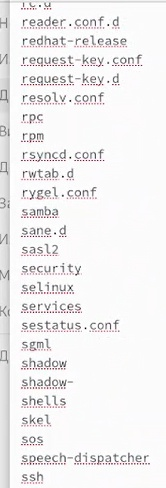 rc.d
reader.conf.d
redhat-release
request-key.conf
request-key.d
resolv.conf
rpc
rpm
rsyncd.conf
rwtab.d
rygel.conf
samba
sane.d
sasl2
security
selinux
services
sestatus.conf
sgml
shadow
shadow-
shells
skel
sos
speech-dispatcher
ssh